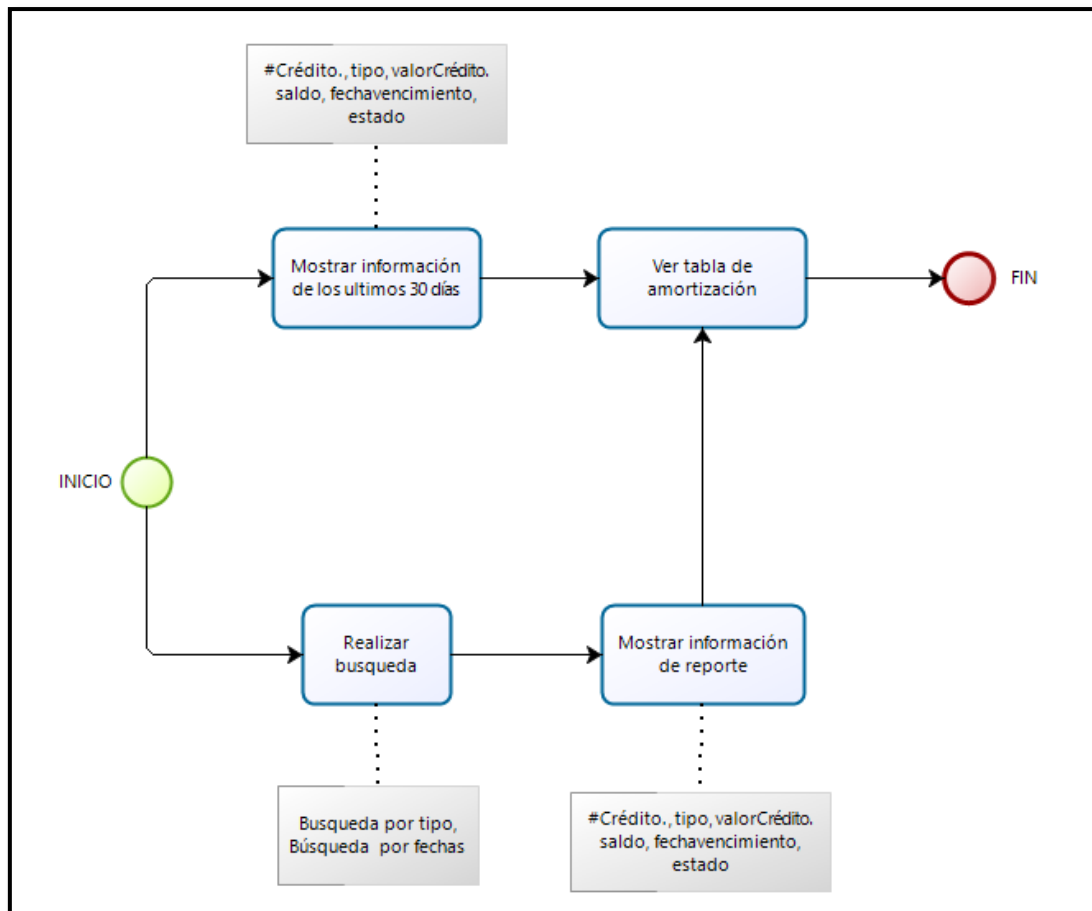 #Crédito., tipo, valorCrédito.
saldo, fechavencimiento,
estado
Mostrar información
de los ultimos 30 días
Ver tabla de
amortización
FIN
INICIO
Realizar
busqueda
Mostrar información
de reporte
Busqueda por tipo,
Búsqueda por fechas
#Crédito., tipo, valorCrédito.
saldo, fechavencimiento,
estado